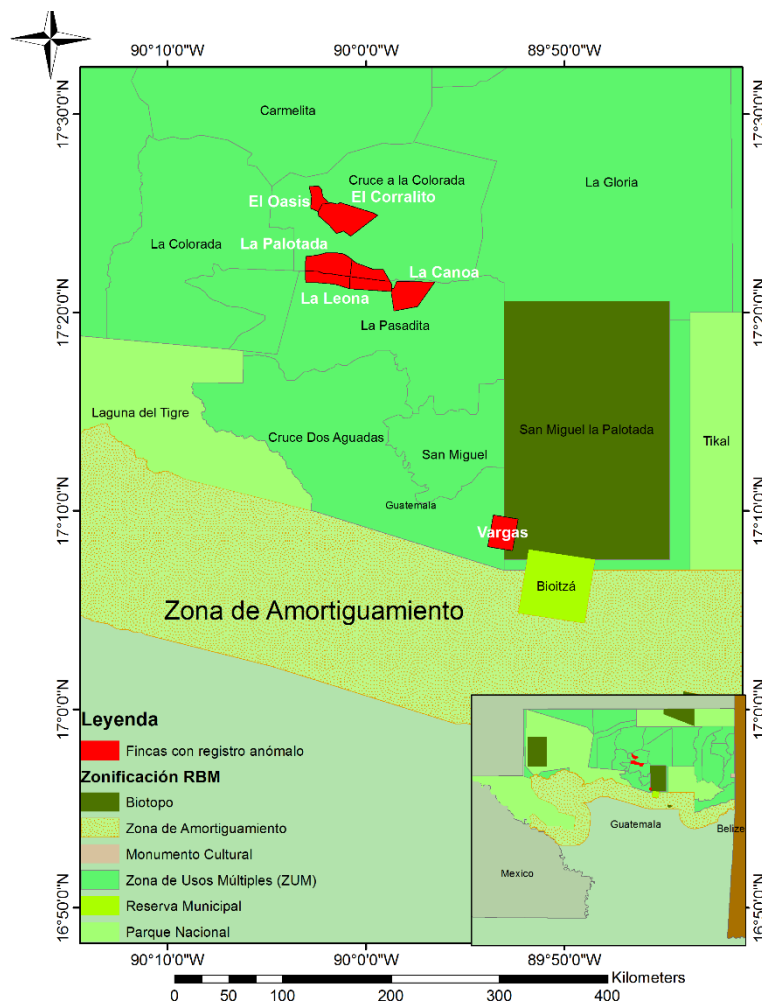 90°10'0"W 90°0'0"W 89°50'0"W
17°30'0"N
17°30'0"N
Carmelita
Cruce a la Colorada
La Gloria
El Oasis
El Corralito
La Colorada
La Palotada
La Canoa
La Leona
17°20'0"N
17°20'0"N
La Pasadita
Laguna del Tigre
Cruce Dos Aguadas
San Miguel
San Miguel la Palotada
Tikal
Guatemala
17°10'0"N
17°10'0"N
Vargas
Bioitzá
Zona de Amortiguamiento
17°0'0"N
17°0'0"N
Leyenda
Fincas con registro anómalo
Zonificación RBM
Biotopo
Zona de Amortiguamiento
Monumento Cultural
Zona de Usos Múltiples (ZUM)
Reserva Municipal
Parque Nacional
Guatemala
Belize
Mexico
16°50'0"N
16°50'0"N
90°10'0"W 90°0'0"W 89°50'0"W
Kilometers
0 50 100 200 300 400